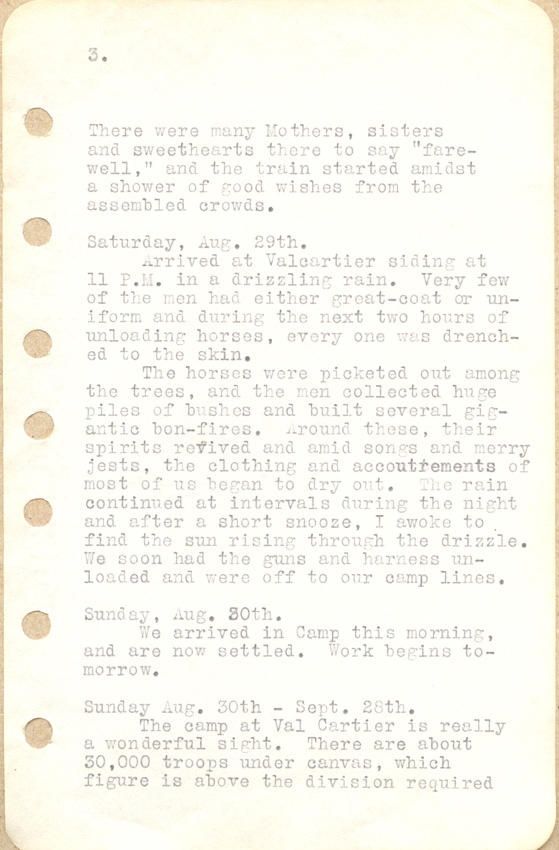 3.
There were many Mothers, sisters
and sweethearts there to say "fare-
well," and the train started amidst
a shower of good wishes from the
assembled crowds.
Saturday, Aug. 29th.
Arrived at Valcartier siding at
11 P.M. in a drizzling rain. Very few
of the men had either great-coat or un-
iform and during the next two hours of
unloading horses, every one was drench-
ed to the skin.
The horses were picketed out among
the trees, and the men collected huge
piles of bushes and built several gig-
antic bon-fires. Around these, their
spirits revived and amid songs and merry
jests, the clothing and accoutrements of
most of us began to dry out. The rain
continued at intervals during the night
and after a short snooze, I awoke to
find the sun rising through the drizzle.
We soon had the guns and harness un-
loaded and were off to our camp lines.
Sunday, Aug. 30th.
We arrived in Camp this morning,
and are now settled. Work begins to-
morrow.
Sunday Aug. 30th - Sept. 28th.
The camp at Val Cartier is really
a wonderful sight. There are about
30,000 troops under canvas, which
figure is above the division required